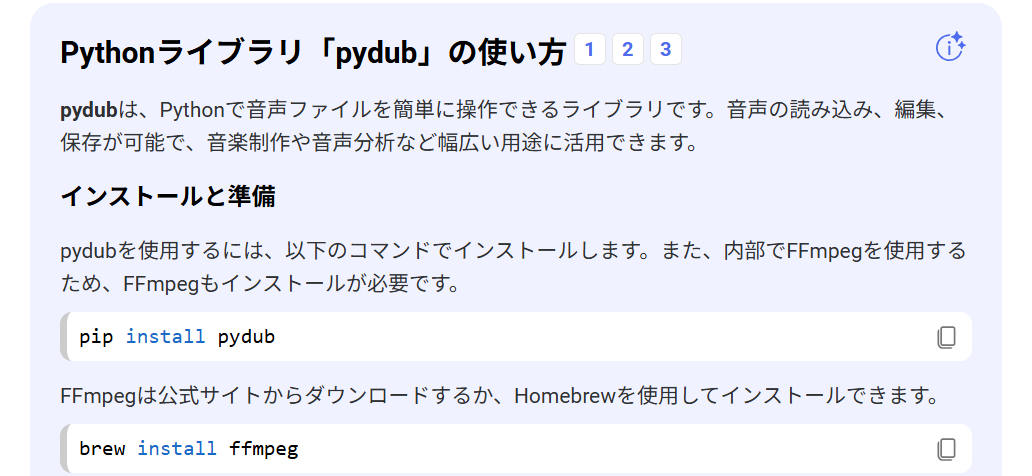 Pythonライブラリ「pydub」の使い方 1 2 3
pydubは、Pythonで音声ファイルを簡単に操作できるライブラリです。音声の読み込み、編集、
保存が可能で、音楽制作や音声分析など幅広い用途に活用できます。
インストールと準備
pydubを使用するには、以下のコマンドでインストールします。また、内部でFFmpegを使用する
ため、FFmpegもインストールが必要です。
pip install pydub
FFmpegは公式サイトからダウンロードするか、Homebrewを使用してインストールできます。
brew install ffmpeg